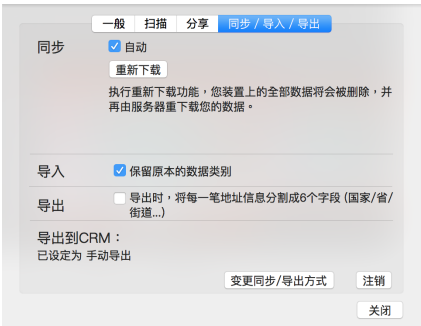 一般 扫描 分享 同步 / 导入 / 导出
同步 自动
重新下载
执行重新下载功能，您装置上的全部数据将会被删除，并
再由服务器重下载您的数据。
导入 保留原本的数据类别
导出 导出时，将每一笔地址信息分割成6个字段 (国家/省/
街道...)
导出到CRM：
已设定为 手动导出
变更同步/导出方式 注销
关闭